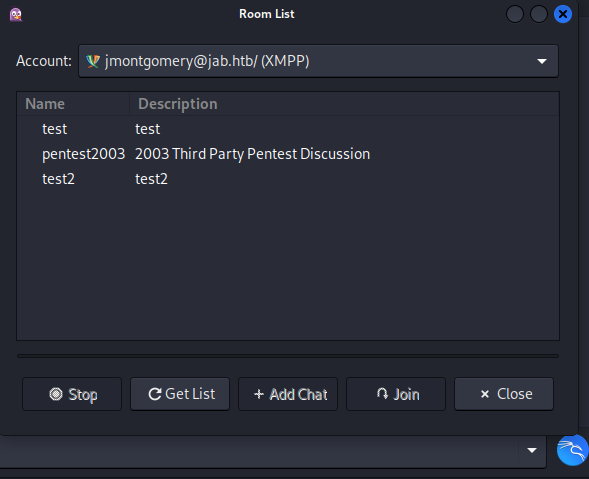 Room List
Account: jmontgomery@jab.htb/ (XMPP)
Name Description
test test
pentest2003 2003 Third Party Pentest Discussion
test2 test2
Stop Get List + Add Chat Join × Close